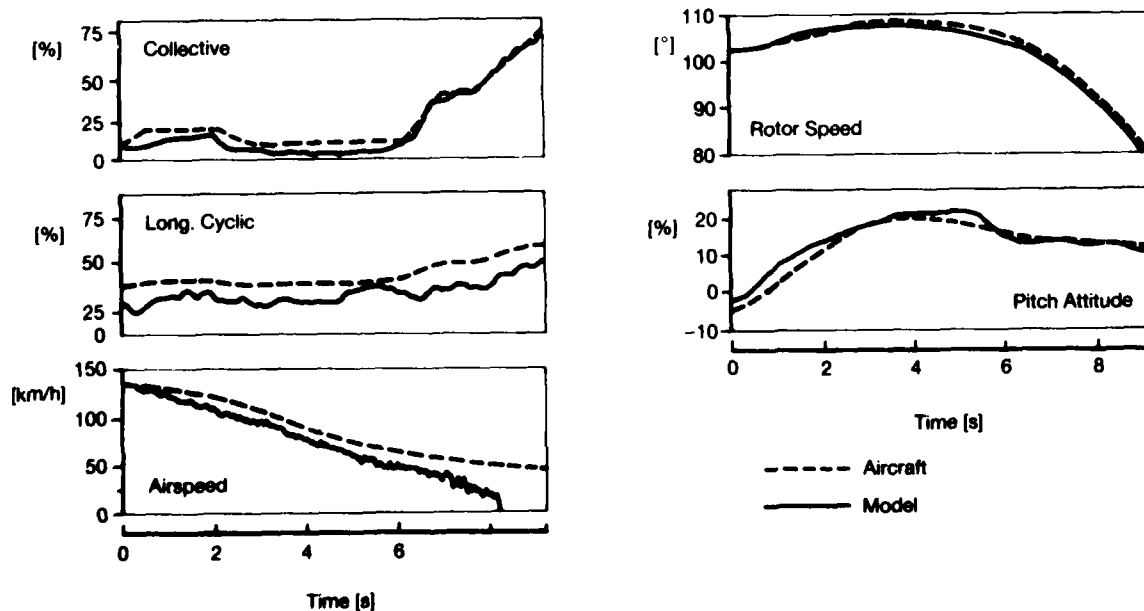 75
[%]
Collective
50
25
0
75
[%]
Long. Cyclic
50
25
0
150
[km/h]
100
50
Airspeed
0
0 2 4 6
Time [s]
110
[°]
100
90
Rotor Speed
80
20
[%]
10
0
Pitch Attitude
-10
0 2 4 6 8
Time [s]
Aircraft
Model